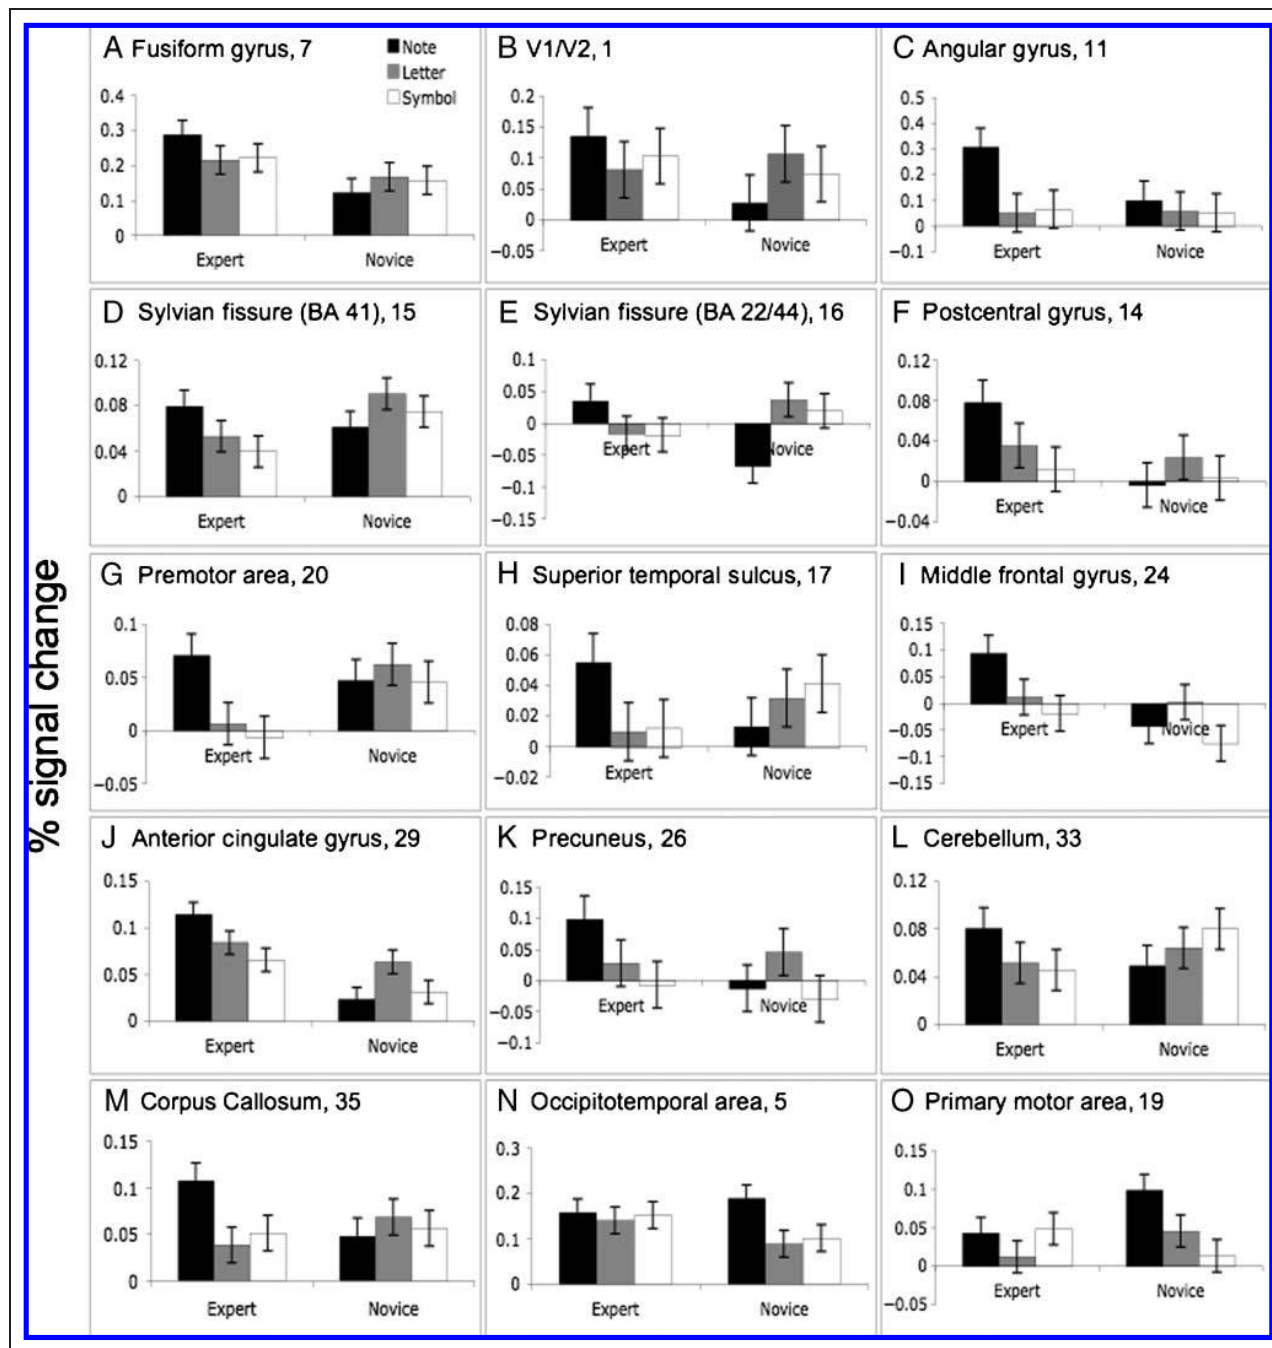 % signal change
A Fusiform gyrus, 7
Note
Letter
Symbol
0.4
0.3
0.2
0.1
0
Expert Novice
B V1/V2, 1
0.2
0.15
0.1
0.05
0
−0.05
Expert Novice
C Angular gyrus, 11
0.5
0.4
0.3
0.2
0.1
0
−0.1
Expert Novice
D Sylvian fissure (BA 41), 15
0.12
0.08
0.04
0
Expert Novice
E Sylvian fissure (BA 22/44), 16
0.1
0.05
0
−0.05
−0.1
−0.15
Expert Novice
F Postcentral gyrus, 14
0.12
0.08
0.04
0
−0.04
Expert Novice
G Premotor area, 20
0.1
0.05
0
−0.05
Expert Novice
H Superior temporal sulcus, 17
0.08
0.06
0.04
0.02
0
−0.02
Expert Novice
I Middle frontal gyrus, 24
0.15
0.1
0.05
0
−0.05
−0.1
−0.15
Expert Novice
J Anterior cingulate gyrus, 29
0.15
0.1
0.05
0
Expert Novice
K Precuneus, 26
0.15
0.1
0.05
0
−0.05
−0.1
Expert Novice
L Cerebellum, 33
0.12
0.08
0.04
0
Expert Novice
M Corpus Callosum, 35
0.15
0.1
0.05
0
Expert Novice
N Occipitotemporal area, 5
0.3
0.2
0.1
0
Expert Novice
O Primary motor area, 19
0.15
0.1
0.05
0
−0.05
Expert Novice